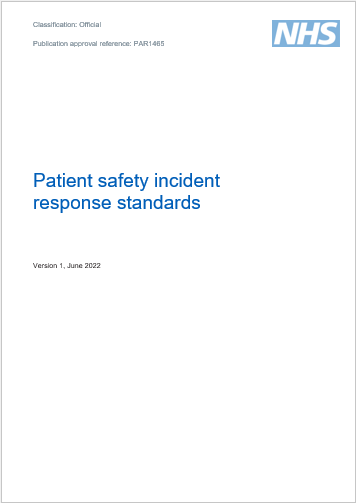 Classification: Official
NHS
Publication approval reference: PAR1465
Patient safety incident
response standards
Version 1, June 2022